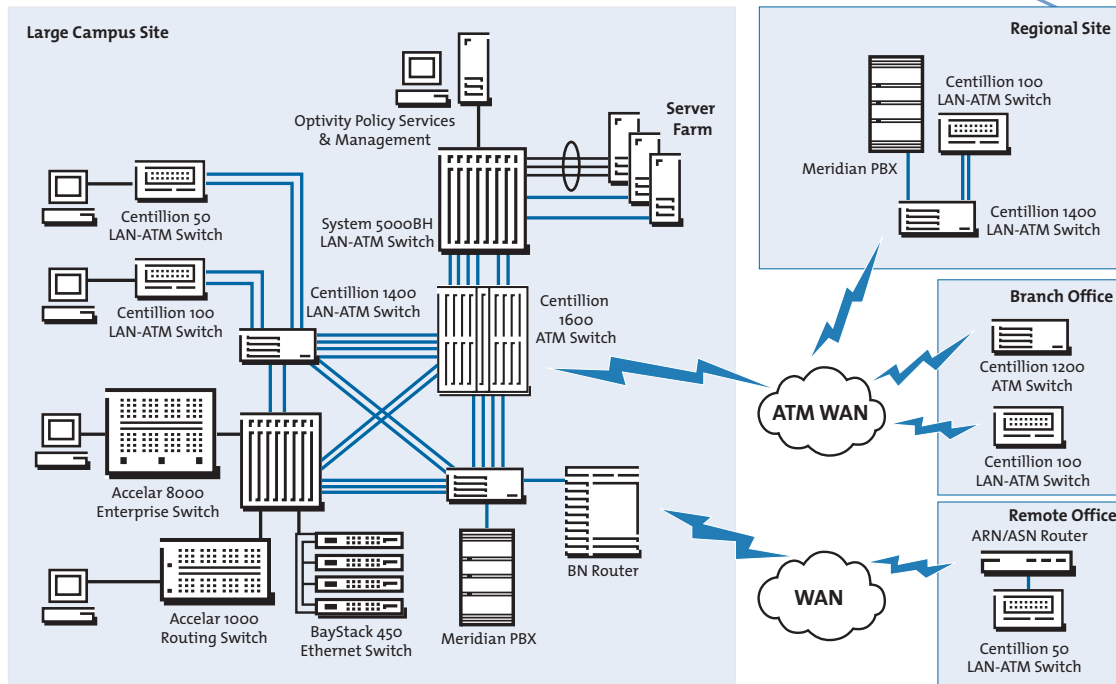 Large Campus Site
Optivity Policy Services
& Management
Server
Farm
Centillion 50
LAN-ATM Switch
System 5000BH
LAN-ATM Switch
Centillion 100
LAN-ATM Switch
Centillion 1400
LAN-ATM Switch
Centillion
1600
ATM Switch
Accelar 8000
Enterprise Switch
Accelar 1000
Routing Switch
BayStack 450
Ethernet Switch
Meridian PBX
BN Router
ATM WAN
WAN
Regional Site
Centillion 100
LAN-ATM Switch
Meridian PBX
Centillion 1400
LAN-ATM Switch
Branch Office
Centillion 1200
ATM Switch
Centillion 100
LAN-ATM Switch
Remote Office
ARN/ASN Router
Centillion 50
LAN-ATM Switch